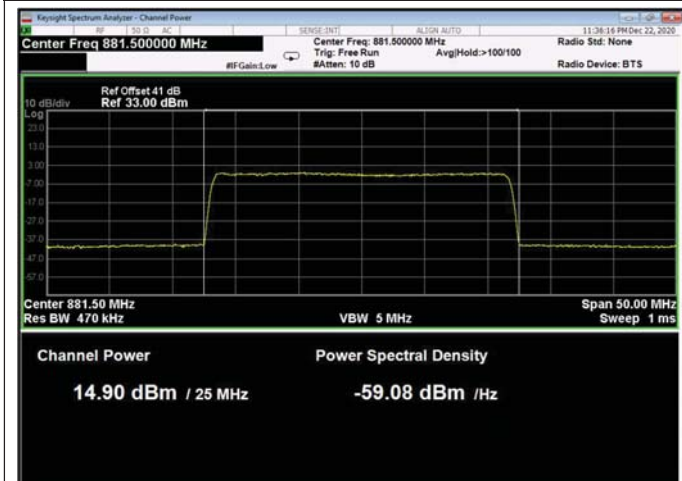 Keysight Spectrum Analyzer - Channel Power
RF 50 Ω AC SENSE:INT ALIGN AUTO 11:36:16 PM Dec 22, 2020
Center Freq 881.500000 MHz Center Freq: 881.500000 MHz Radio Std: None
Trig: Free Run Avg|Hold:>100/100
#IFGain:Low #Atten: 10 dB Radio Device: BTS
Ref Offset 41 dB
10 dB/div Ref 33.00 dBm
Log
23.0
13.0
3.00
-7.00
-17.0
-27.0
-37.0
-47.0
-57.0
Center 881.50 MHz Span 50.00 MHz
Res BW 470 kHz VBW 5 MHz Sweep 1 ms
Channel Power Power Spectral Density
14.90 dBm / 25 MHz -59.08 dBm /Hz